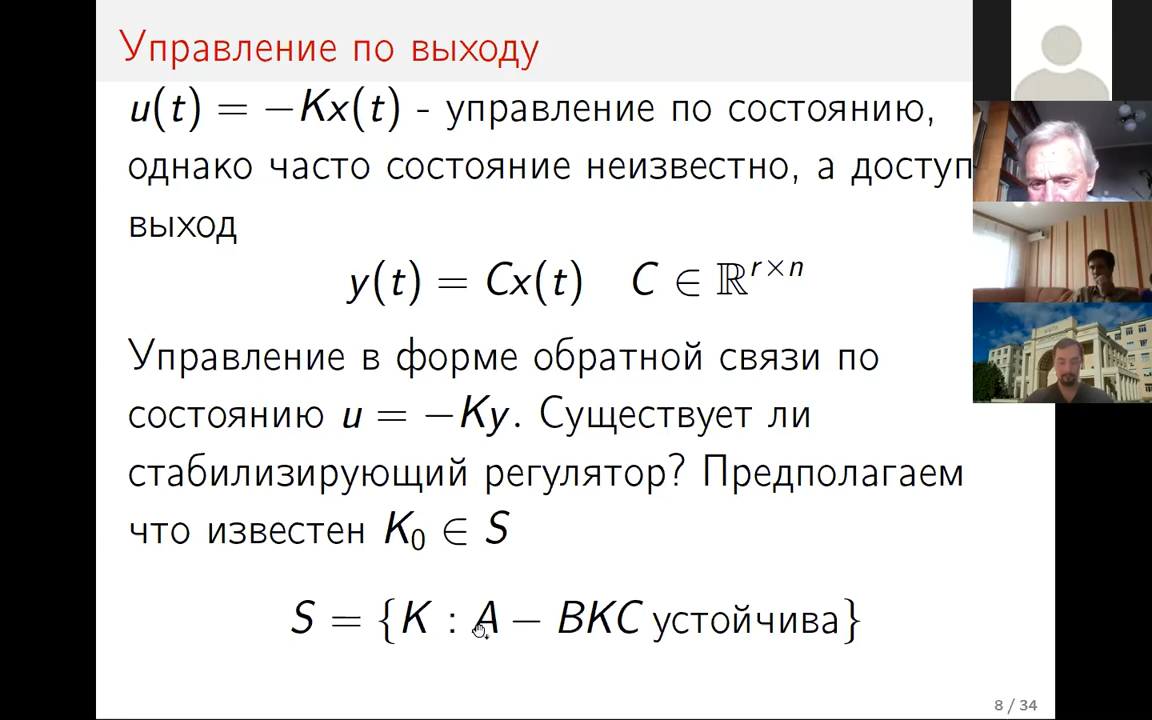 Управление по выходу
u(t) = −Kx(t) - управление по состоянию,
однако часто состояние неизвестно, а доступ
выход
y(t) = Cx(t) C ∈ ℝ^{r×n}
Управление в форме обратной связи по
состоянию u = −Ky. Существует ли
стабилизирующий регулятор? Предполагаем
что известен K₀ ∈ S
S = {K : A − BKC устойчива}
8 / 34